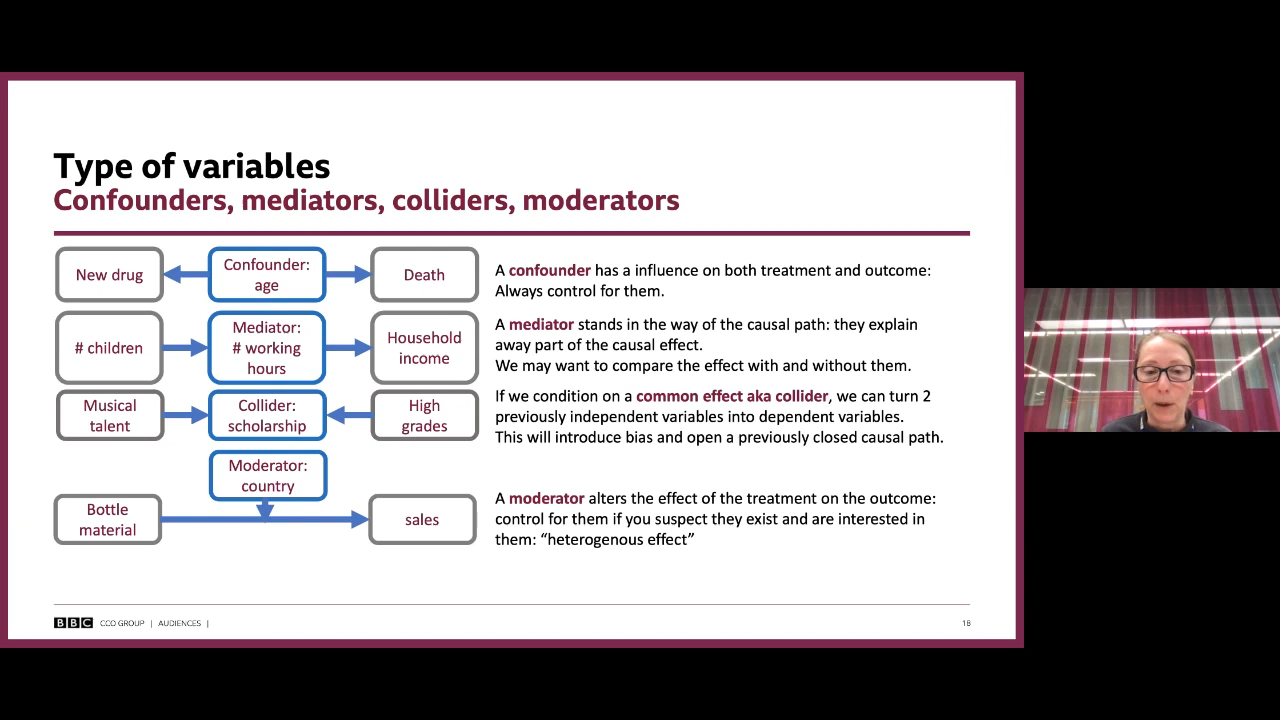 Type of variables
Confounders, mediators, colliders, moderators
New drug
Confounder:
age
Death
A confounder has a influence on both treatment and outcome:
Always control for them.
# children
Mediator:
# working
hours
Household
income
A mediator stands in the way of the causal path: they explain
away part of the causal effect.
We may want to compare the effect with and without them.
Musical
talent
Collider:
scholarship
High
grades
If we condition on a common effect aka collider, we can turn 2
previously independent variables into dependent variables.
This will introduce bias and open a previously closed causal path.
Moderator:
country
Bottle
material
sales
A moderator alters the effect of the treatment on the outcome:
control for them if you suspect they exist and are interested in
them: “heterogenous effect”
BBC CCO GROUP | AUDIENCES |
18